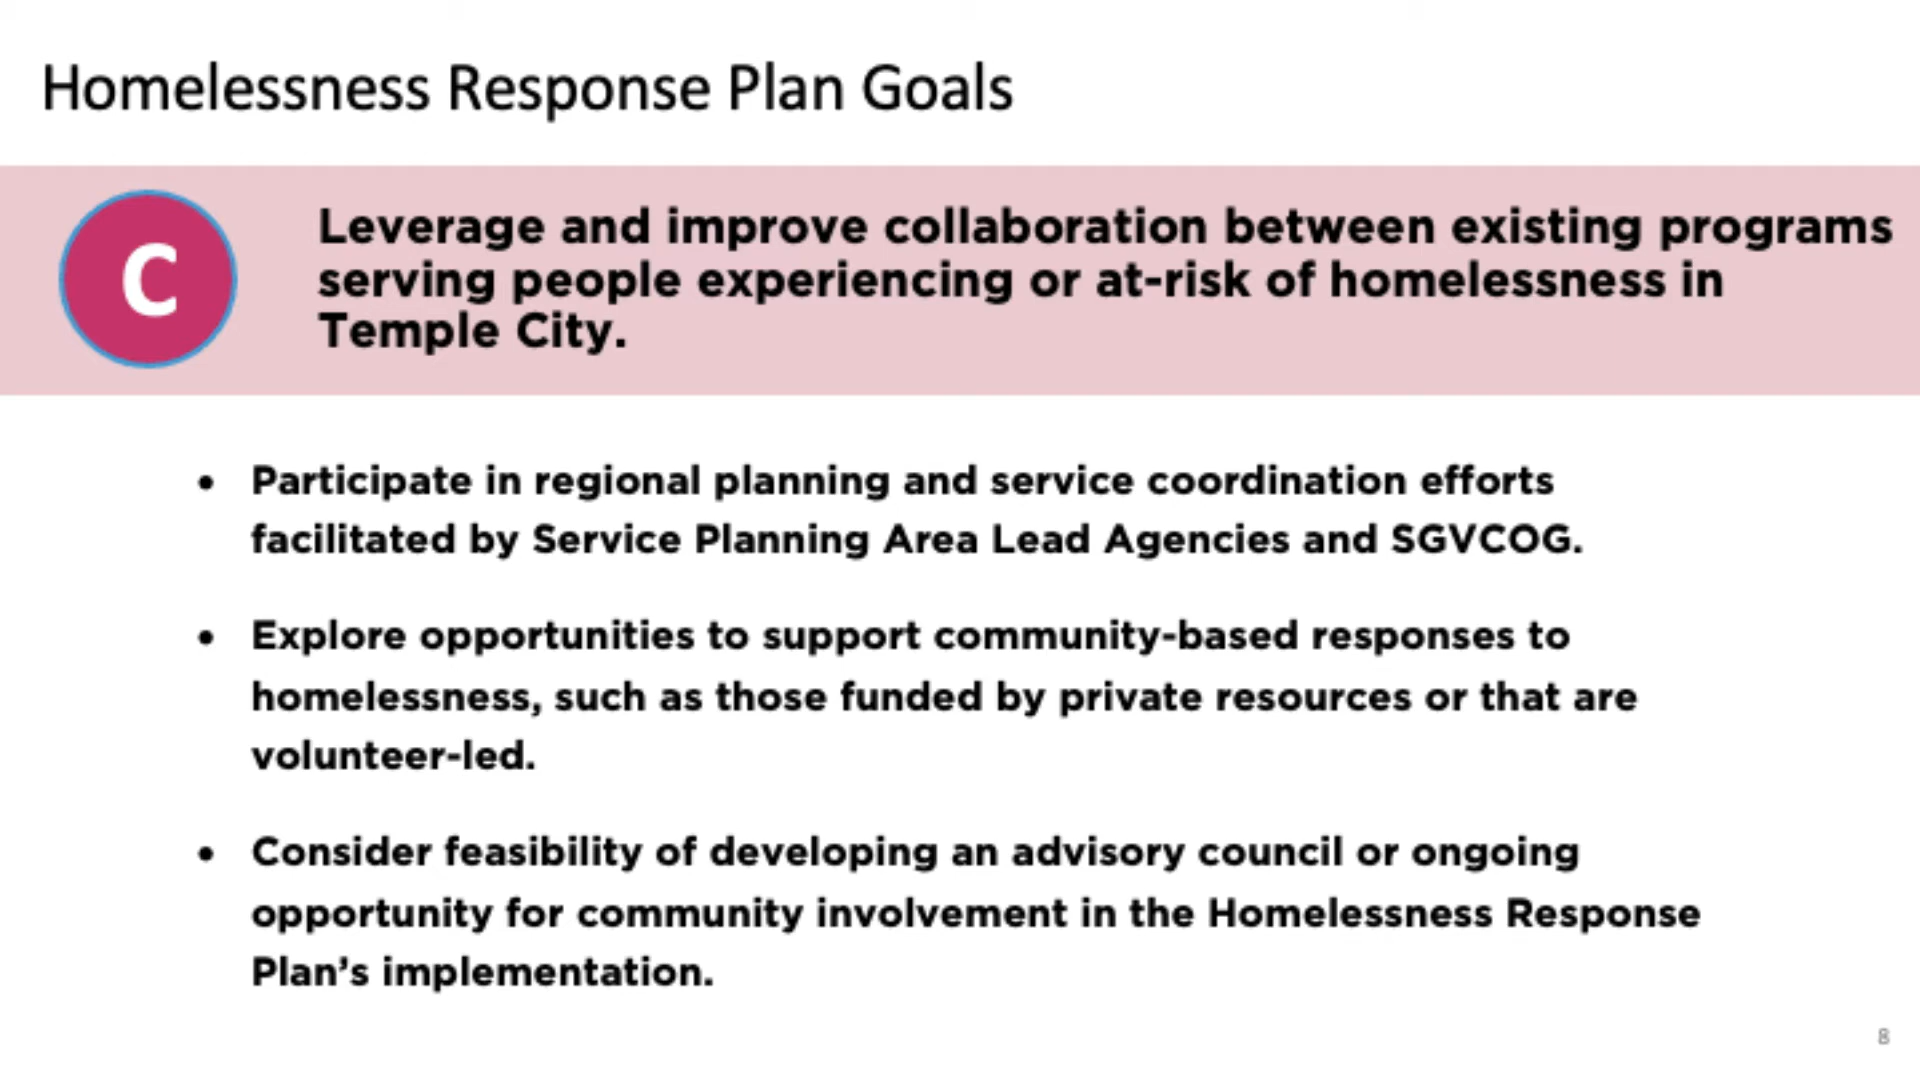 Homelessness Response Plan Goals
C
Leverage and improve collaboration between existing programs
serving people experiencing or at-risk of homelessness in
Temple City.
• Participate in regional planning and service coordination efforts
facilitated by Service Planning Area Lead Agencies and SGVCOG.
• Explore opportunities to support community-based responses to
homelessness, such as those funded by private resources or that are
volunteer-led.
• Consider feasibility of developing an advisory council or ongoing
opportunity for community involvement in the Homelessness Response
Plan’s implementation.
8